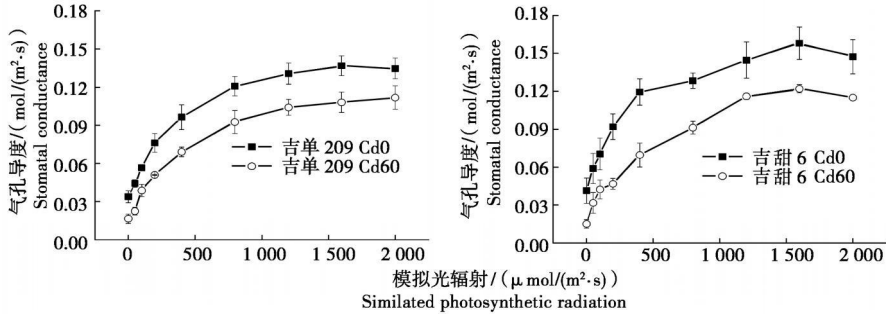 气孔导度/(mol/(m²·s))
Stomatal conductance
0.18
0.15
0.12
0.09
0.06
0.03
0.00
吉单 209 Cd0
吉单 209 Cd60
0
500
1 000
1 500
2 000
气孔导度/(mol/(m²·s))
Stomatal conductance
0.18
0.15
0.12
0.09
0.06
0.03
0.00
吉甜 6 Cd0
吉甜 6 Cd60
0
500
1 000
1 500
2 000
模拟光辐射/(μ mol/(m²·s)
Similated photosynthetic radiation